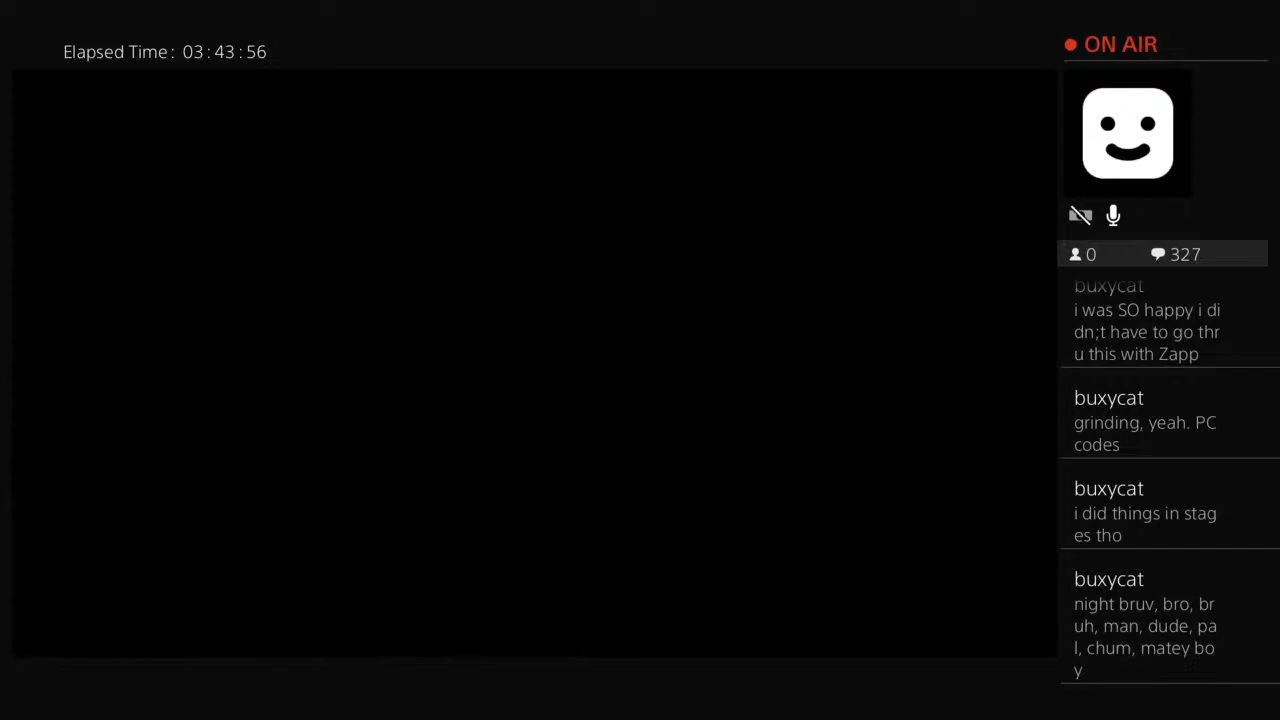 Elapsed Time: 03:43:56
ON AIR
0 327
buxycat
i was SO happy i di
dn;t have to go thr
u this with Zapp
buxycat
grinding, yeah. PC
codes
buxycat
i did things in stag
es tho
buxycat
night bruv, bro, br
uh, man, dude, pa
l, chum, matey bo
y